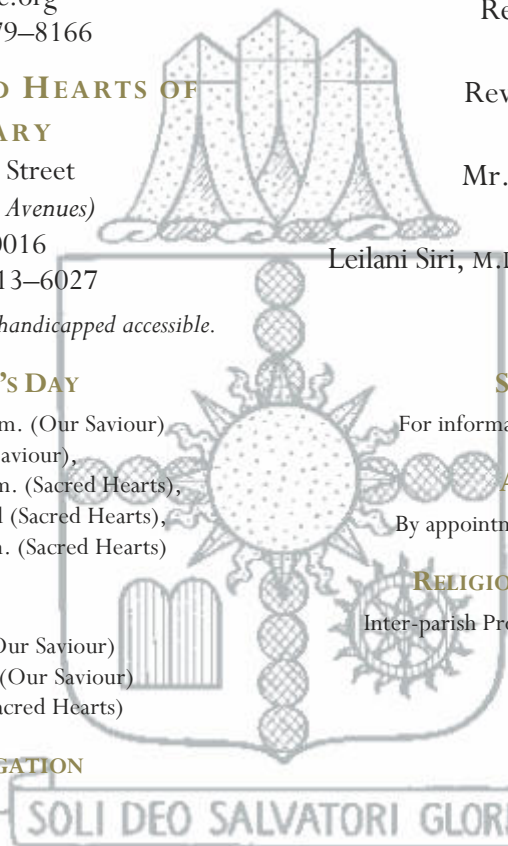 e.org
79–8166
D HEARTS OF
ARY
Street
Avenues)
0016
13–6027
handicapped accessible.
'S DAY
m. (Our Saviour)
aviour),
m. (Sacred Hearts),
l (Sacred Hearts),
n. (Sacred Hearts)
Our Saviour)
(Our Saviour)
acred Hearts)
GATION
Re
Rev
Mr.
Leilani Siri, M.D
S
For informa
A
By appointm
RELIGIO
Inter-parish Pro
SOLI DEO SALVATORI GLORI